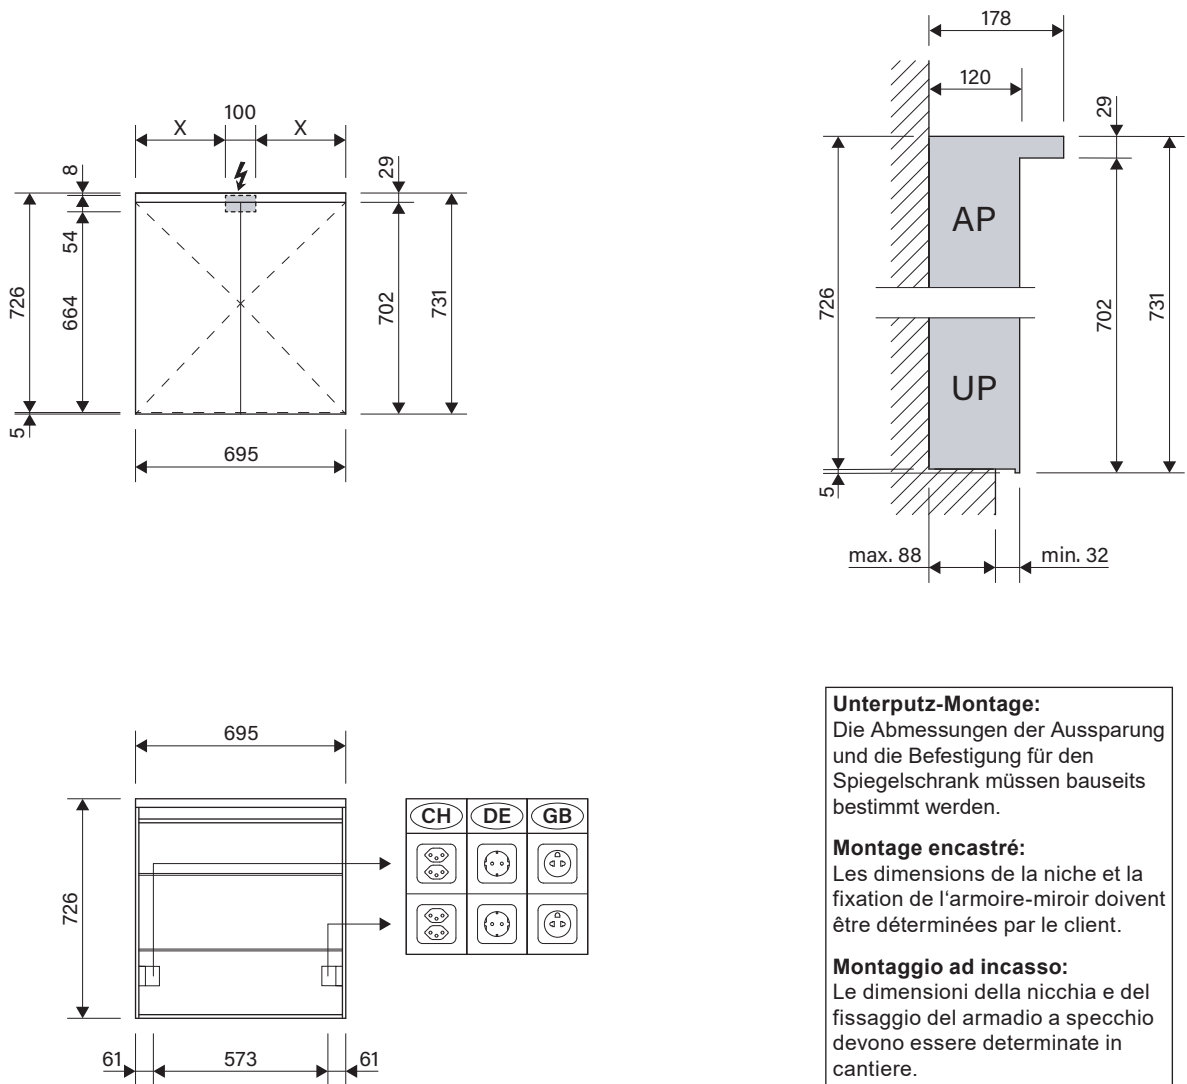 100
X
X
8
29
54
726
664
702
731
5
695
178
120
29
AP
726
702
731
UP
5
max. 88
min. 32
695
CH
DE
GB
726
61
573
61
Unterputz-Montage:
Die Abmessungen der Aussparung
und die Befestigung für den
Spiegelschrank müssen bauseits
bestimmt werden.
Montage encastré:
Les dimensions de la niche et la
fixation de l‘armoire-miroir doivent
être déterminées par le client.
Montaggio ad incasso:
Le dimensioni della nicchia e del
fissaggio del armadio a specchio
devono essere determinate in
cantiere.